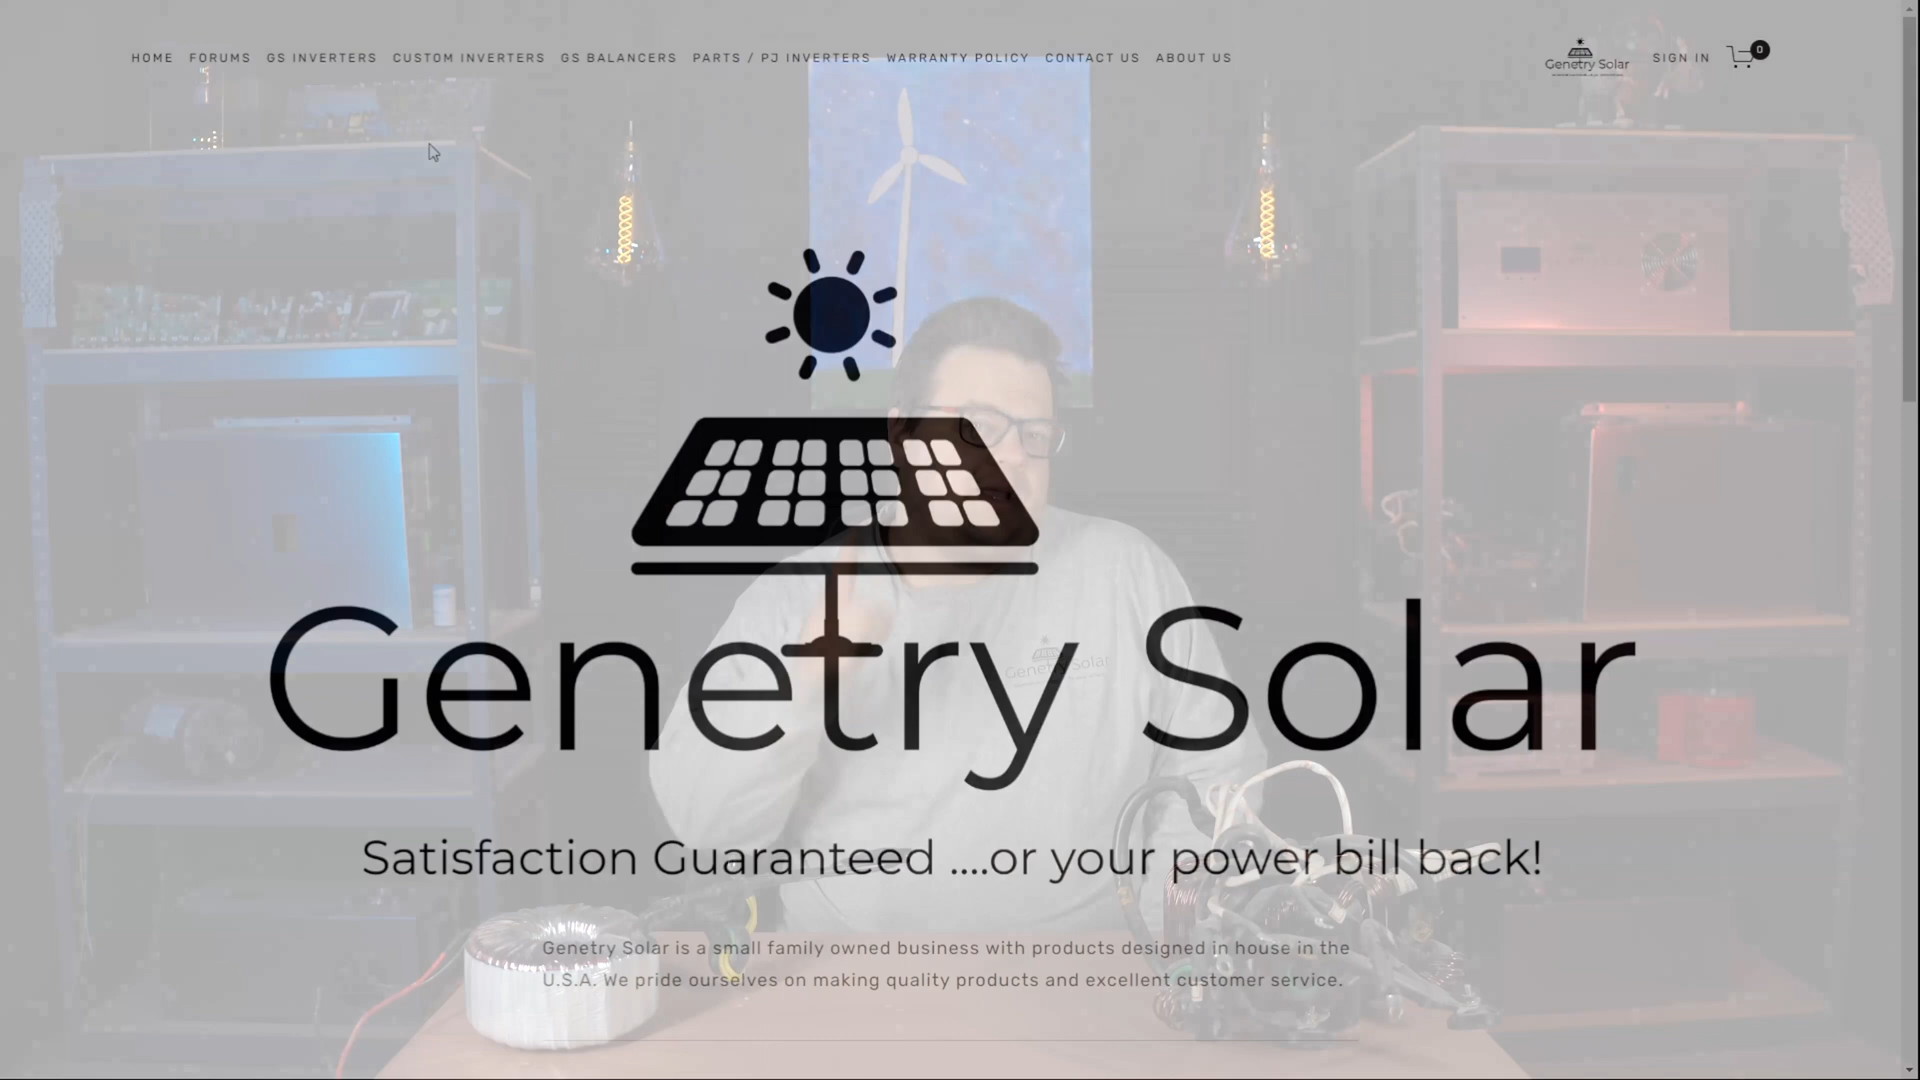 HOME FORUMS GS INVERTERS CUSTOM INVERTERS GS BALANCERS PARTS / PJ INVERTERS WARRANTY POLICY CONTACT US ABOUT US
Genetry Solar SIGN IN 0
Genetry Solar
Genetry Solar
Satisfaction Guaranteed ....or your power bill back!
Genetry Solar is a small family owned business with products designed in house in the
U.S.A. We pride ourselves on making quality products and excellent customer service.